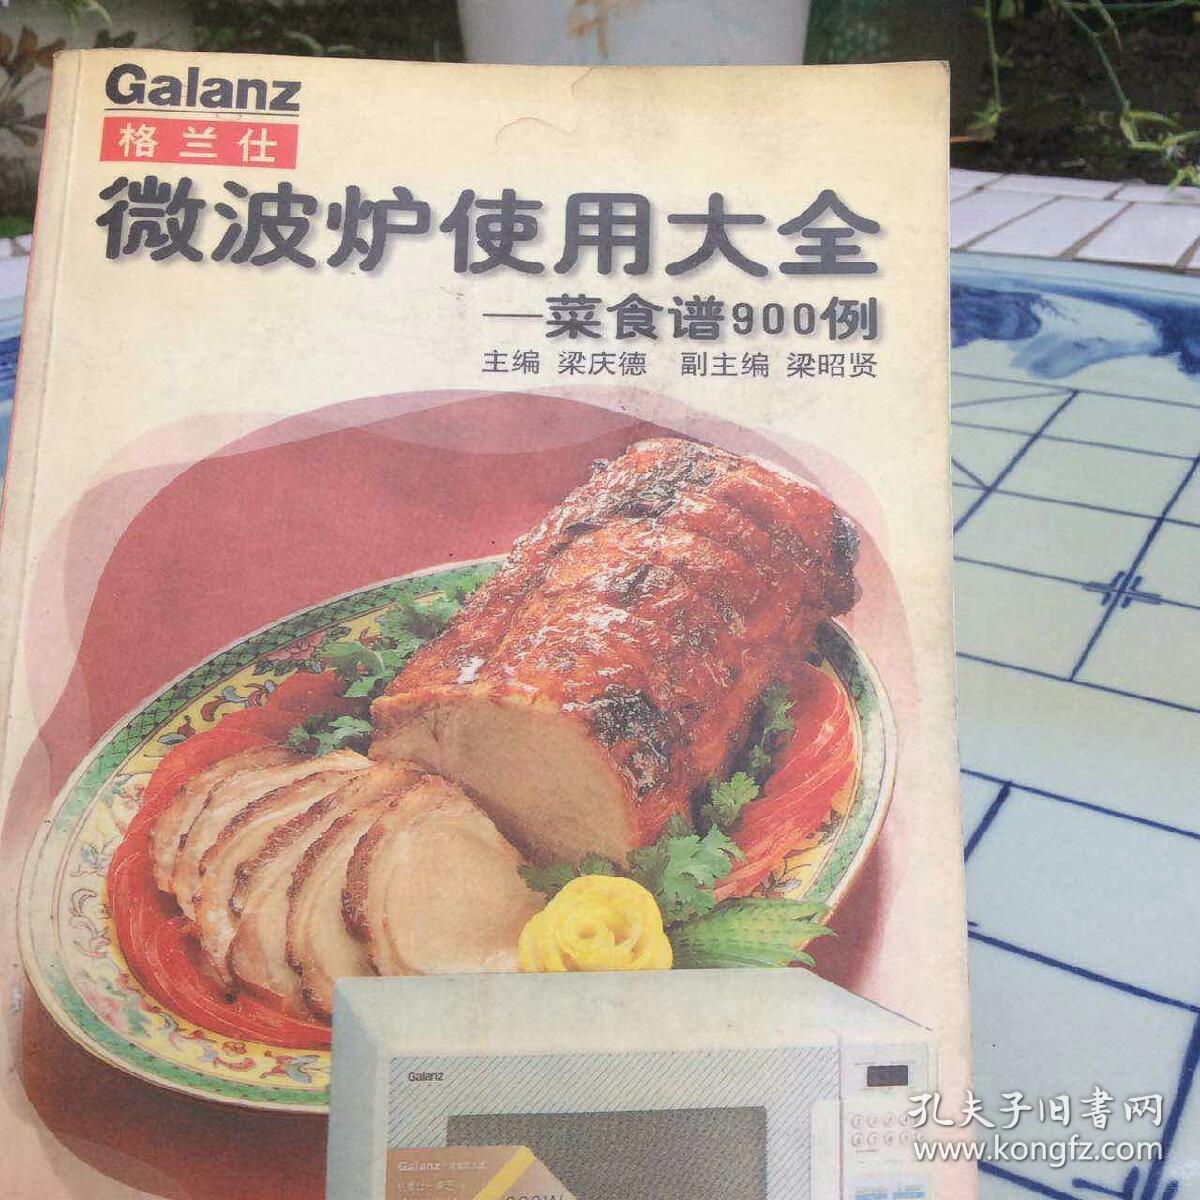 Galanz
格兰仕
微波炉使用大全
—菜食谱900例
主编 梁庆德 副主编 梁昭贤
Galanz
Galanz
孔夫子旧書网
www.kongfz.com